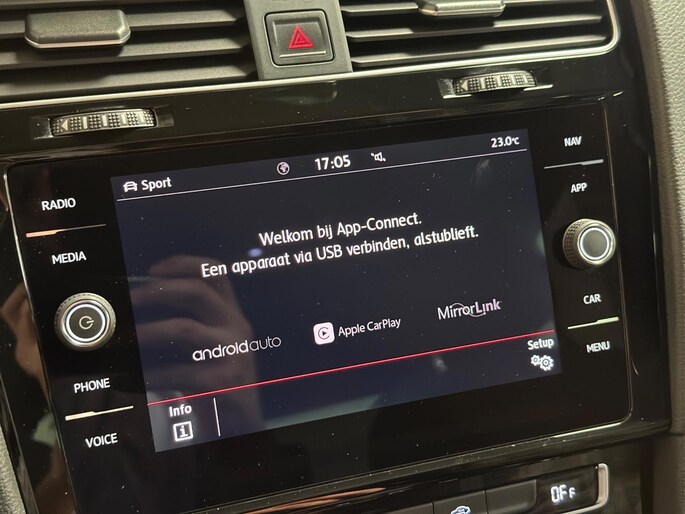 17:05
23.0°C
Sport
Welkom bij App-Connect.
Een apparaat via USB verbinden, alstublieft.
androidauto
Apple CarPlay
MirrorLink
Setup
Info
i
RADIO
MEDIA
PHONE
VOICE
NAV
APP
CAR
MENU
OFF